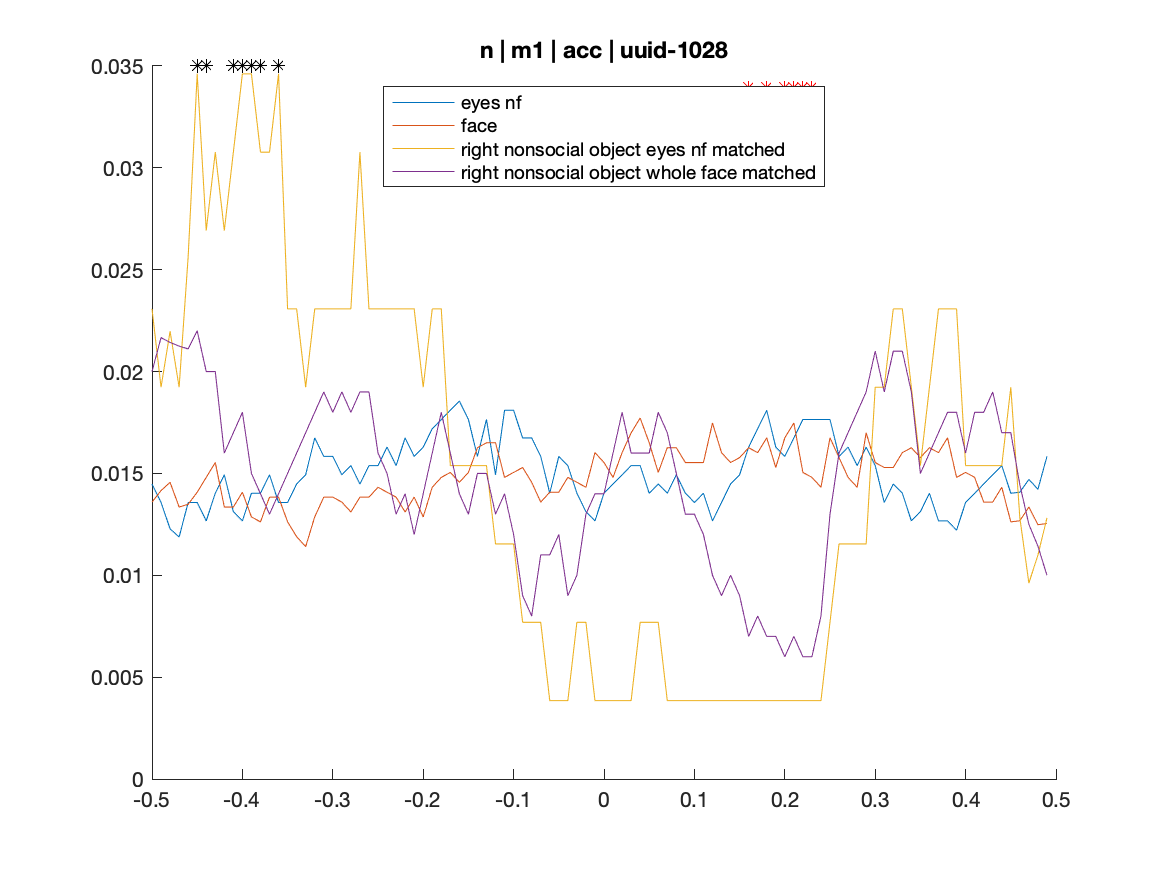 n | m1 | acc | uuid-1028
0.035
eyes nf
face
right nonsocial object eyes nf matched
right nonsocial object whole face matched
0.03
0.025
0.02
0.015
0.01
0.005
0
-0.5 -0.4 -0.3 -0.2 -0.1 0 0.1 0.2 0.3 0.4 0.5